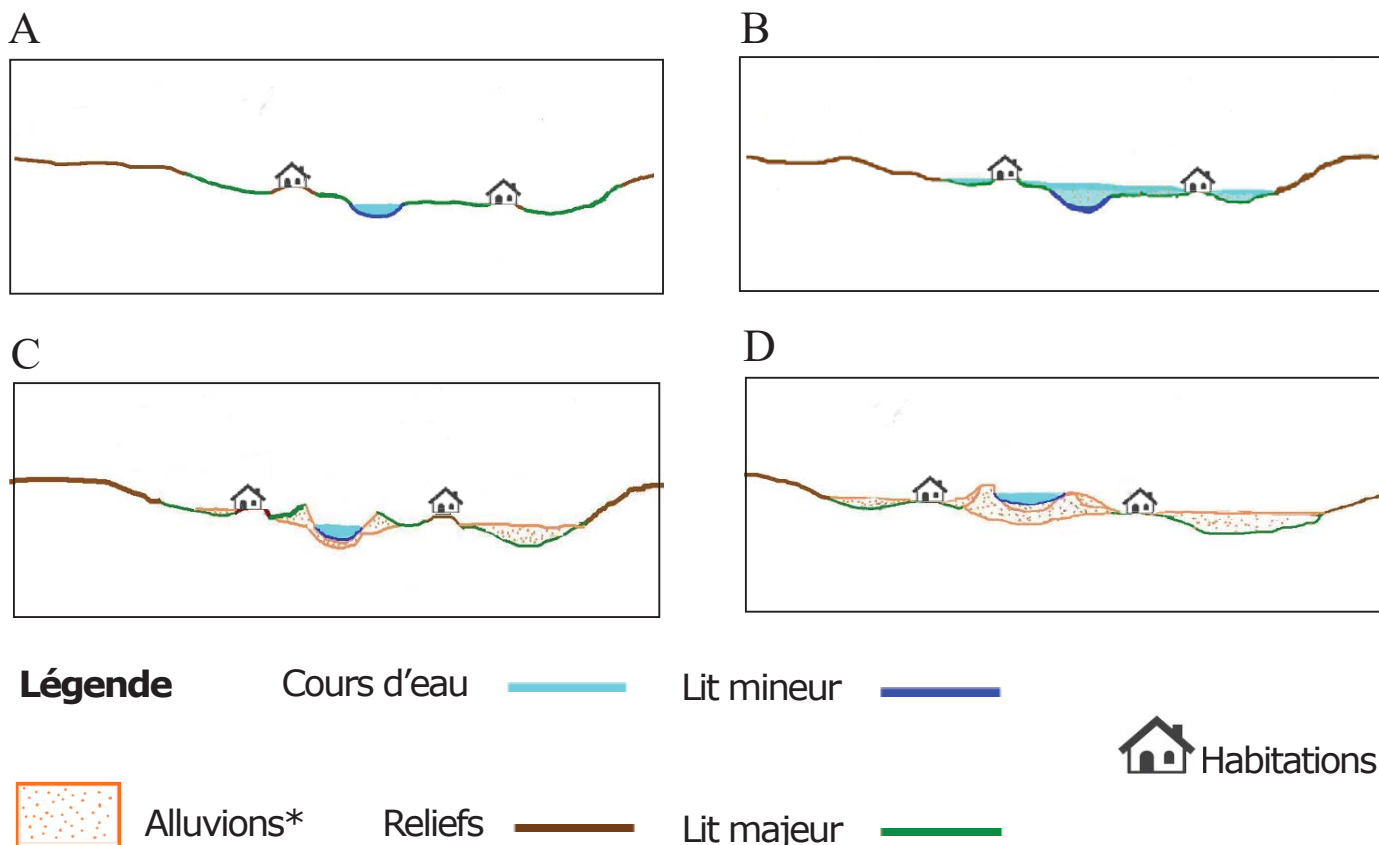 A
B
C
D
Légende
Cours d'eau
Lit mineur
Habitations
Alluvions*
Reliefs
Lit majeur